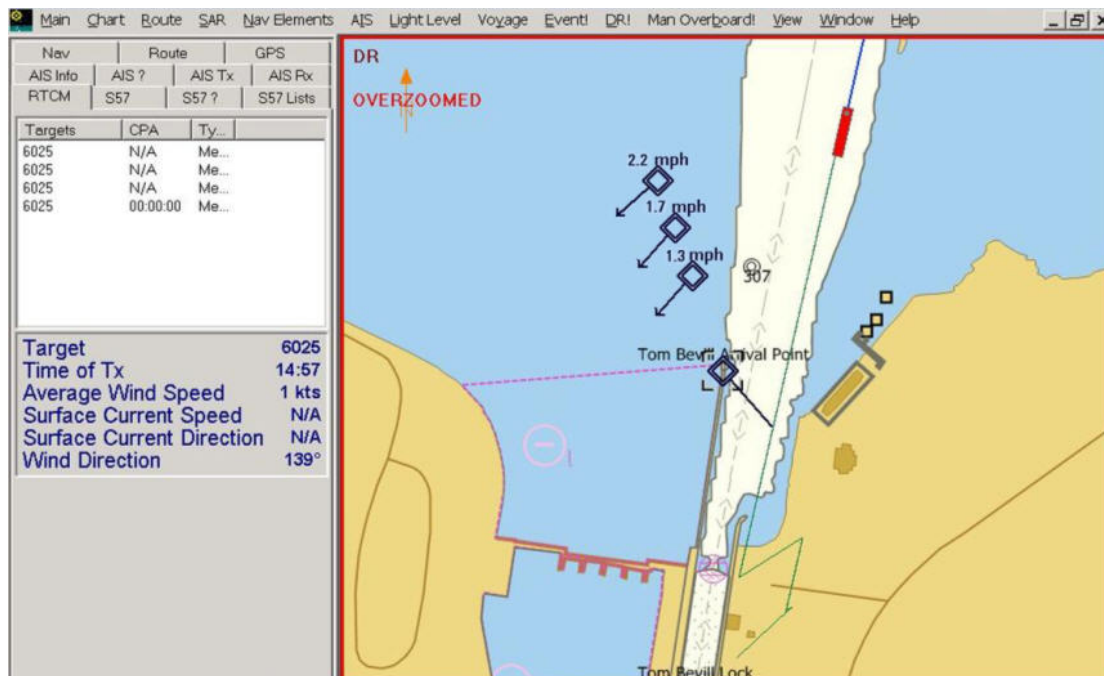 Main Chart Route SAR Nav Elements AIS Light Level Voyage Event! DR! Man Overboard! View Window Help
Nav Route GPS
AIS Info AIS ? AIS Tx AIS Rx
RTCM S57 S57 ? S57 Lists
Targets CPA Ty...
6025 N/A Me...
6025 N/A Me...
6025 N/A Me...
6025 00:00:00 Me...
Target 6025
Time of Tx 14:57
Average Wind Speed 1 kts
Surface Current Speed N/A
Surface Current Direction N/A
Wind Direction 139°
DR
OVERZOOMED
N
2.2 mph
1.7 mph
1.3 mph
307
Tom Bevill Arrival Point
Tom Bevill Lock